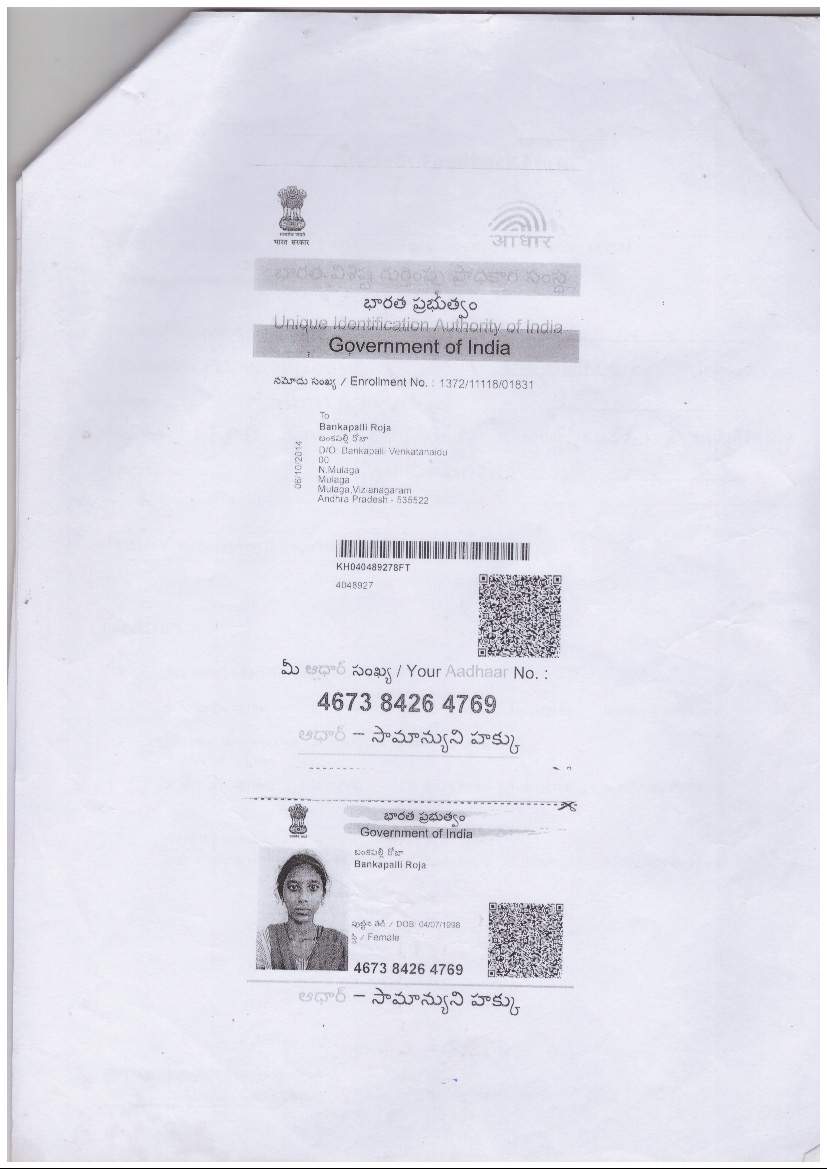 सत्यमेव जयते
भारत सरकार
आधार
భారత విశిష్ట గుర్తింపు ప్రాధికార సంస్థ
భారత ప్రభుత్వం
Unique Identification Authority of India
Government of India
నమోదు సంఖ్య / Enrollment No. : 1372/11118/01831
06/10/2014
To
Bankapalli Roja
బంకపల్లి రోజా
D/O: Bankapalli Venkatanaidu
00
N.Mulaga
Mulaga
Mulaga,Vizianagaram
Andhra Pradesh - 535522
KH040489278FT
4048927
మీ ఆధార్ సంఖ్య / Your Aadhaar No. :
4673 8426 4769
ఆధార్ – సామాన్యుని హక్కు
భారత ప్రభుత్వం
Government of India
బంకపల్లి రోజా
Bankapalli Roja
పుట్టిన తేదీ / DOB: 04/07/1998
స్త్రీ / Female
4673 8426 4769
ఆధార్ – సామాన్యుని హక్కు